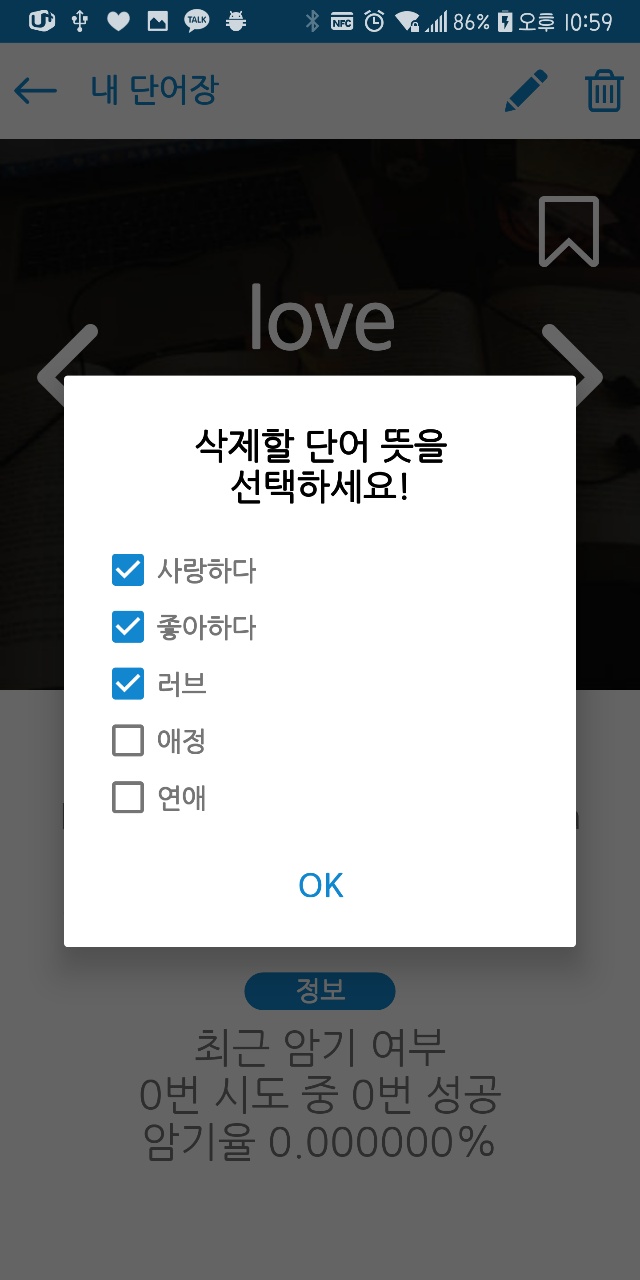 TALK NFC 86% 오후 10:59
내 단어장
love
삭제할 단어 뜻을
선택하세요!
사랑하다
좋아하다
러브
애정
연애
OK
정보
최근 암기 여부
0번 시도 중 0번 성공
암기율 0.000000%